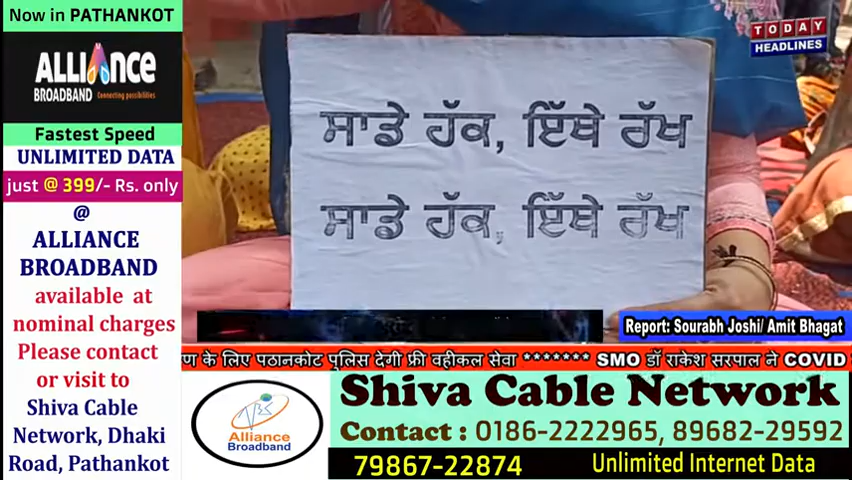 Now in PATHANKOT
ALLIANCE
BROADBAND Connecting possibilities
Fastest Speed
UNLIMITED DATA
just @ 399/- Rs. only
@
ALLIANCE
BROADBAND
available at
nominal charges
Please contact
or visit to
Shiva Cable
Network, Dhaki
Road, Pathankot
TODAY
HEADLINES
ਸਾਡੇ ਹੱਕ, ਇੱਥੇ ਰੱਖ
ਸਾਡੇ ਹੱਕ, ਇੱਥੇ ਰੱਖ
Report: Sourabh Joshi/ Amit Bhagat
ण के लिए पठानकोट पुलिस देगी फ्री वहीकल सेवा ******* SMO डॉ राकेश सरपाल ने COVID
Alliance
Broadband
Shiva Cable Network
Contact : 0186-2222965, 89682-29592
79867-22874
Unlimited Internet Data